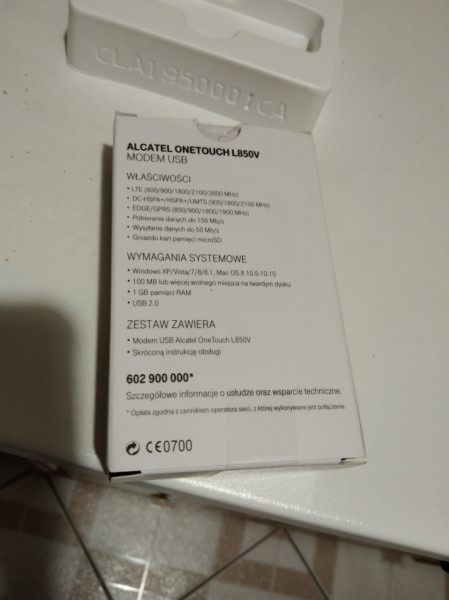 CLA1950001CA
ALCATEL ONETOUCH L850V
MODEM USB
WŁAŚCIWOŚCI
• LTE (800/900/1800/2100/2600 MHz)
• DC-HSPA+/HSPA+/UMTS (900/1800/2100 MHz)
• EDGE/GPRS (850/900/1800/1900 MHz)
• Pobieranie danych do 150 Mb/s
• Wysyłanie danych do 50 Mb/s
• Gniazdo kart pamięci microSD
WYMAGANIA SYSTEMOWE
• Windows XP/Vista/7/8/8.1, Mac OS X 10.5-10.10
• 100 MB lub więcej wolnego miejsca na twardym dysku
• 1 GB pamięci RAM
• USB 2.0
ZESTAW ZAWIERA
• Modem USB Alcatel OneTouch L850V
• Skróconą instrukcję obsługi
602 900 000*
Szczegółowe informacje o usłudze oraz wsparcie techniczne.
* Opłata zgodna z cennikiem operatora sieci, z której wykonywane jest połączenie.
CE0700